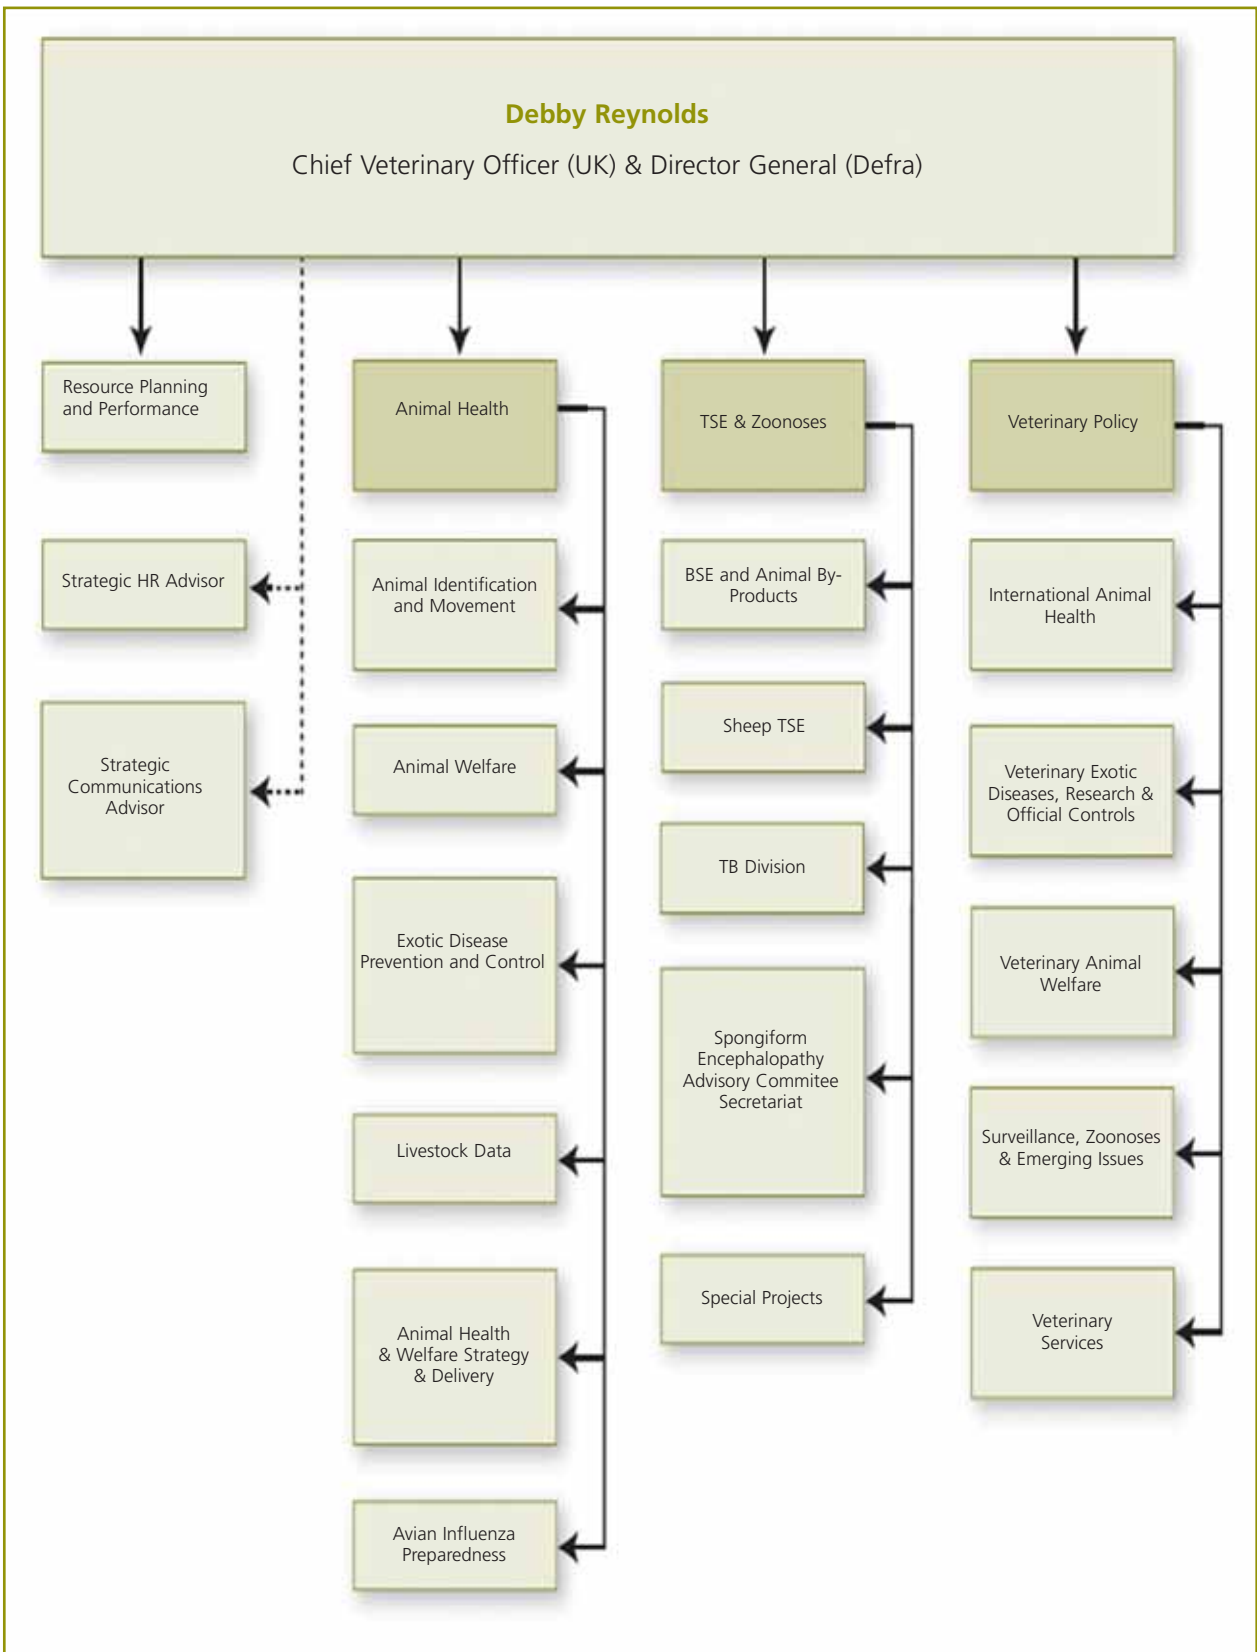 Debby Reynolds
Chief Veterinary Officer (UK) & Director General (Defra)
Resource Planning
and Performance
Strategic HR Advisor
Strategic
Communications
Advisor
Animal Health
Animal Identification
and Movement
Animal Welfare
Exotic Disease
Prevention and Control
Livestock Data
Animal Health
& Welfare Strategy
& Delivery
Avian Influenza
Preparedness
TSE & Zoonoses
BSE and Animal By-
Products
Sheep TSE
TB Division
Spongiform
Encephalopathy
Advisory Commitee
Secretariat
Special Projects
Veterinary Policy
International Animal
Health
Veterinary Exotic
Diseases, Research &
Official Controls
Veterinary Animal
Welfare
Surveillance, Zoonoses
& Emerging Issues
Veterinary
Services